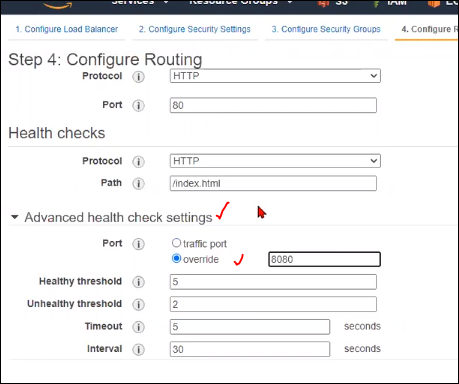 Services
Resource Groups
S3
IAM
1. Configure Load Balancer
2. Configure Security Settings
3. Configure Security Groups
4. Configure R
Step 4: Configure Routing
Protocol i HTTP
Port i 80
Health checks
Protocol i HTTP
Path i /index.html
Advanced health check settings
Port i traffic port
override 8080
Healthy threshold i 5
Unhealthy threshold i 2
Timeout i 5 seconds
Interval i 30 seconds